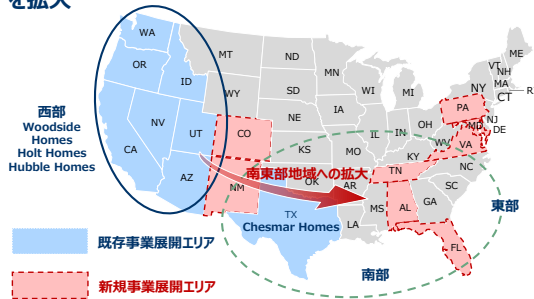 を拡大
WA
OR
ID
MT
ND
MN
WI
MI
ME
VT
NH
NY
MA
CT
R
WY
SD
IA
NE
PA
NJ
OH
MD
DE
NV
UT
CO
KS
MO
IL
IN
WV
VA
KY
CA
AZ
NM
OK
AR
TN
NC
SC
MS
AL
GA
LA
FL
西部
Woodside
Homes
Holt Homes
Hubble Homes
南東部地域への拡大
TX
Chesmar Homes
東部
南部
既存事業展開エリア
新規事業展開エリア